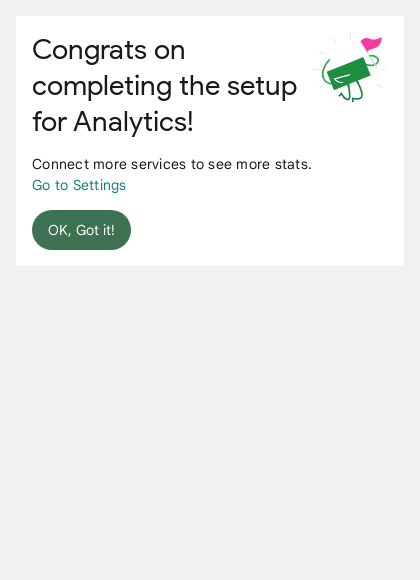 Congrats on
completing the setup
for Analytics!
Connect more services to see more stats.
Go to Settings
OK, Got it!